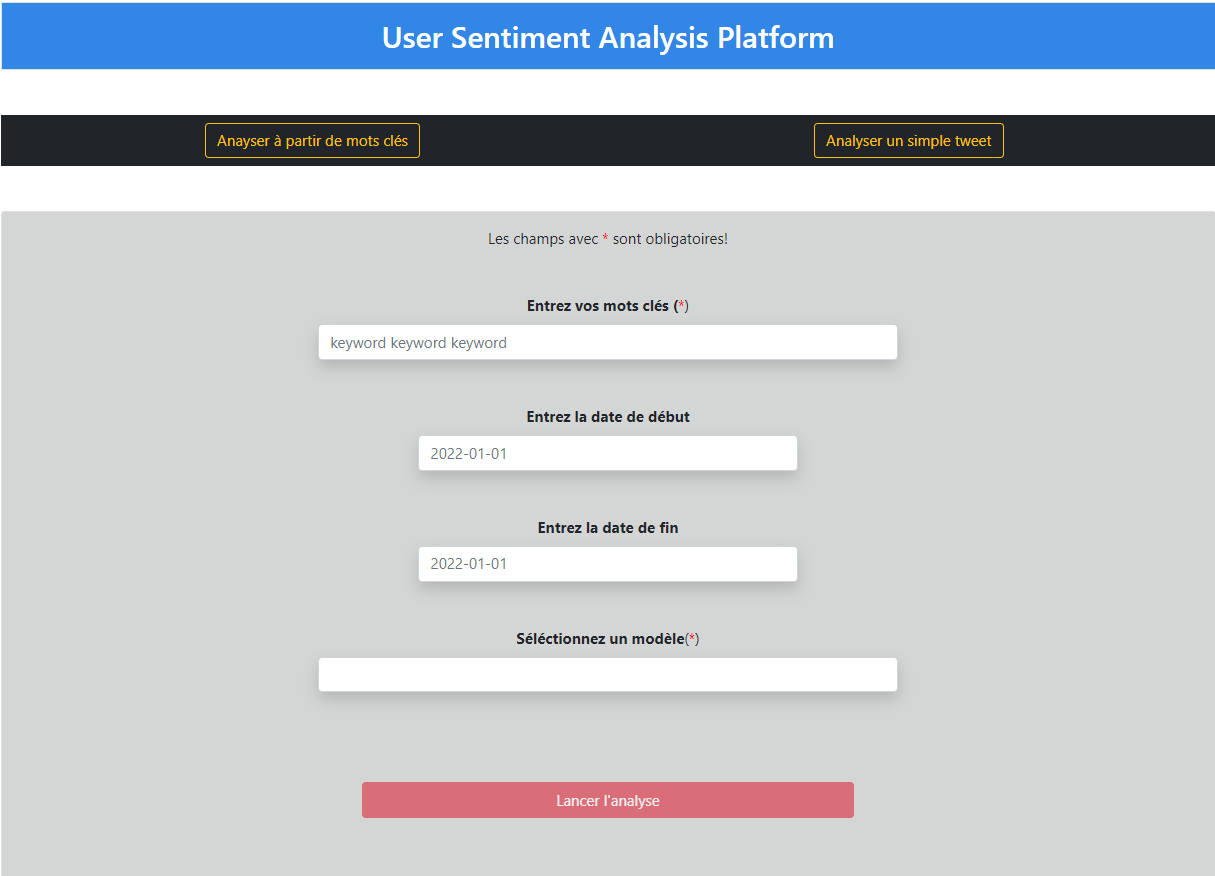 User Sentiment Analysis Platform
Anayser à partir de mots clés
Analyser un simple tweet
Les champs avec * sont obligatoires!
Entrez vos mots clés (*)
keyword keyword keyword
Entrez la date de début
2022-01-01
Entrez la date de fin
2022-01-01
Séléctionnez un modèle(*)
Lancer l'analyse